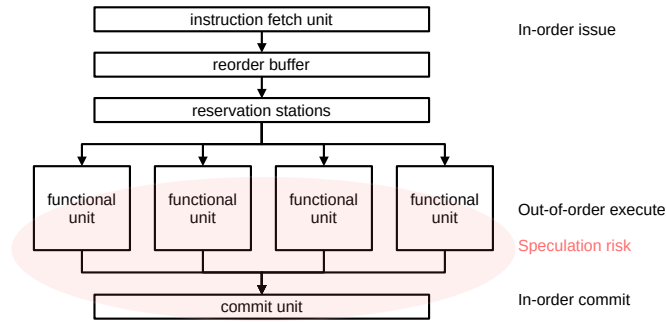 instruction fetch unit
In-order issue
reorder buffer
reservation stations
functional
unit
functional
unit
functional
unit
functional
unit
Out-of-order execute
Speculation risk
commit unit
In-order commit